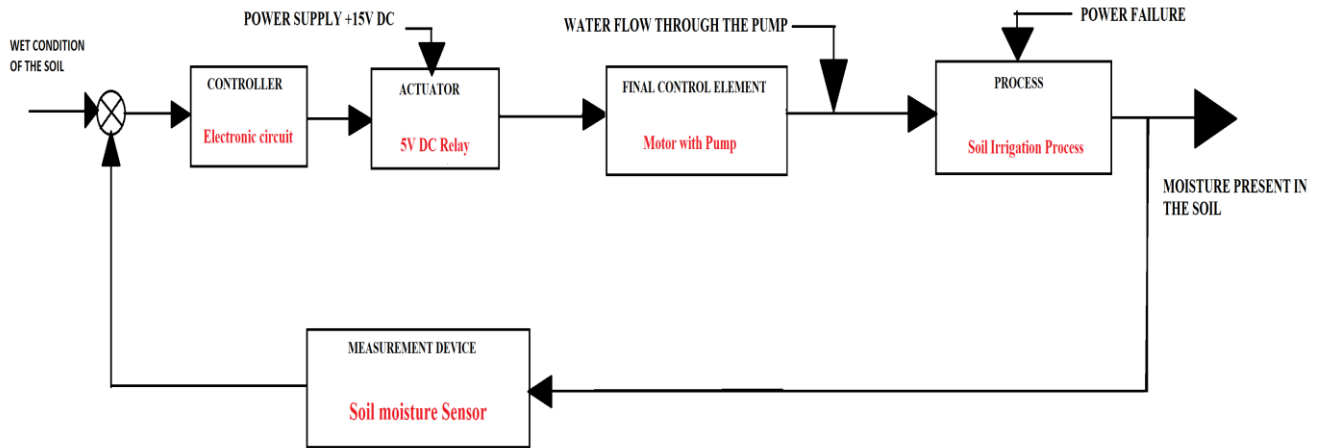 POWER SUPPLY +15V DC
WATER FLOW THROUGH THE PUMP
POWER FAILURE
WET CONDITION
OF THE SOIL
CONTROLLER
Electronic circuit
ACTUATOR
5V DC Relay
FINAL CONTROL ELEMENT
Motor with Pump
PROCESS
Soil Irrigation Process
MOISTURE PRESENT IN
THE SOIL
MEASUREMENT DEVICE
Soil moisture Sensor